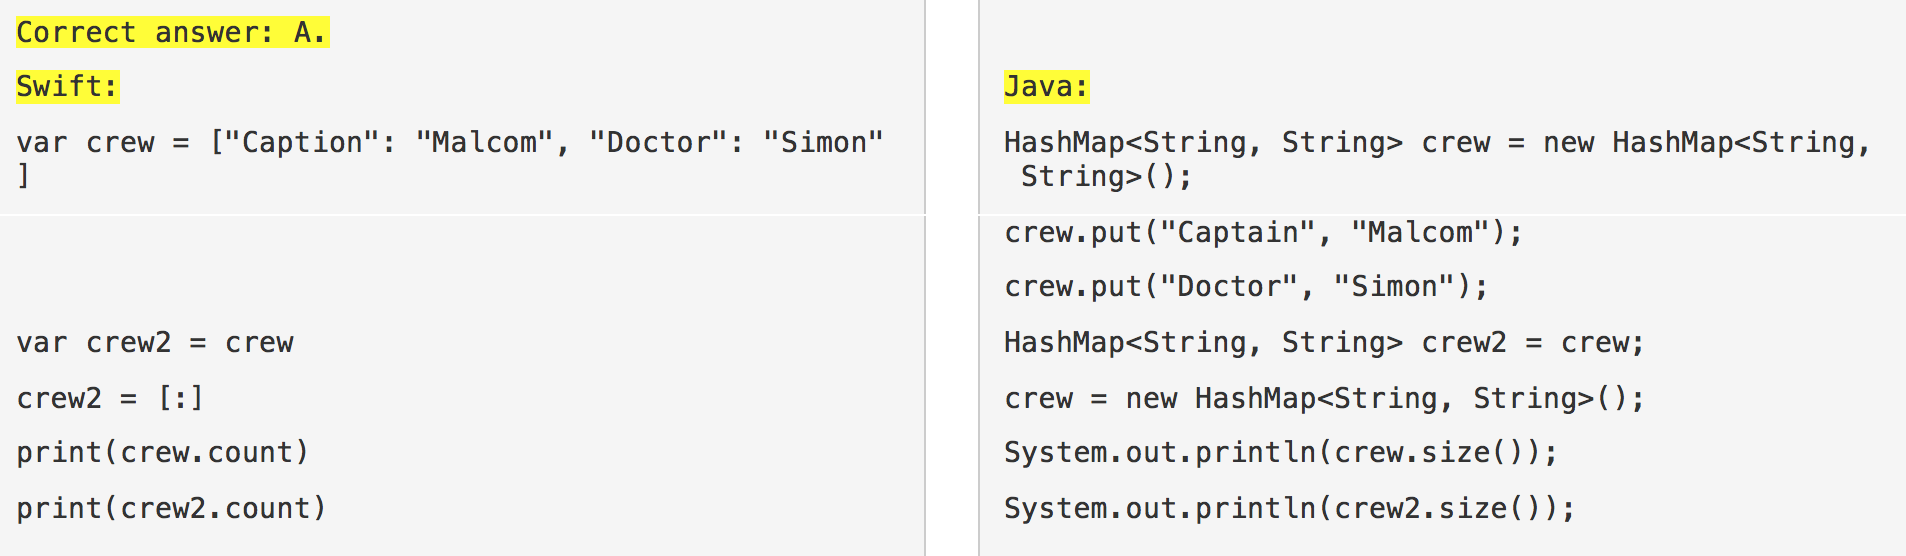 Correct answer: A.
Swift:
var crew = ["Caption": "Malcom", "Doctor": "Simon"
]
var crew2 = crew
crew2 = [:]
print(crew.count)
print(crew2.count)
Java:
HashMap<String, String> crew = new HashMap<String,
String>();
crew.put("Captain", "Malcom");
crew.put("Doctor", "Simon");
HashMap<String, String> crew2 = crew;
crew = new HashMap<String, String>();
System.out.println(crew.size());
System.out.println(crew2.size());